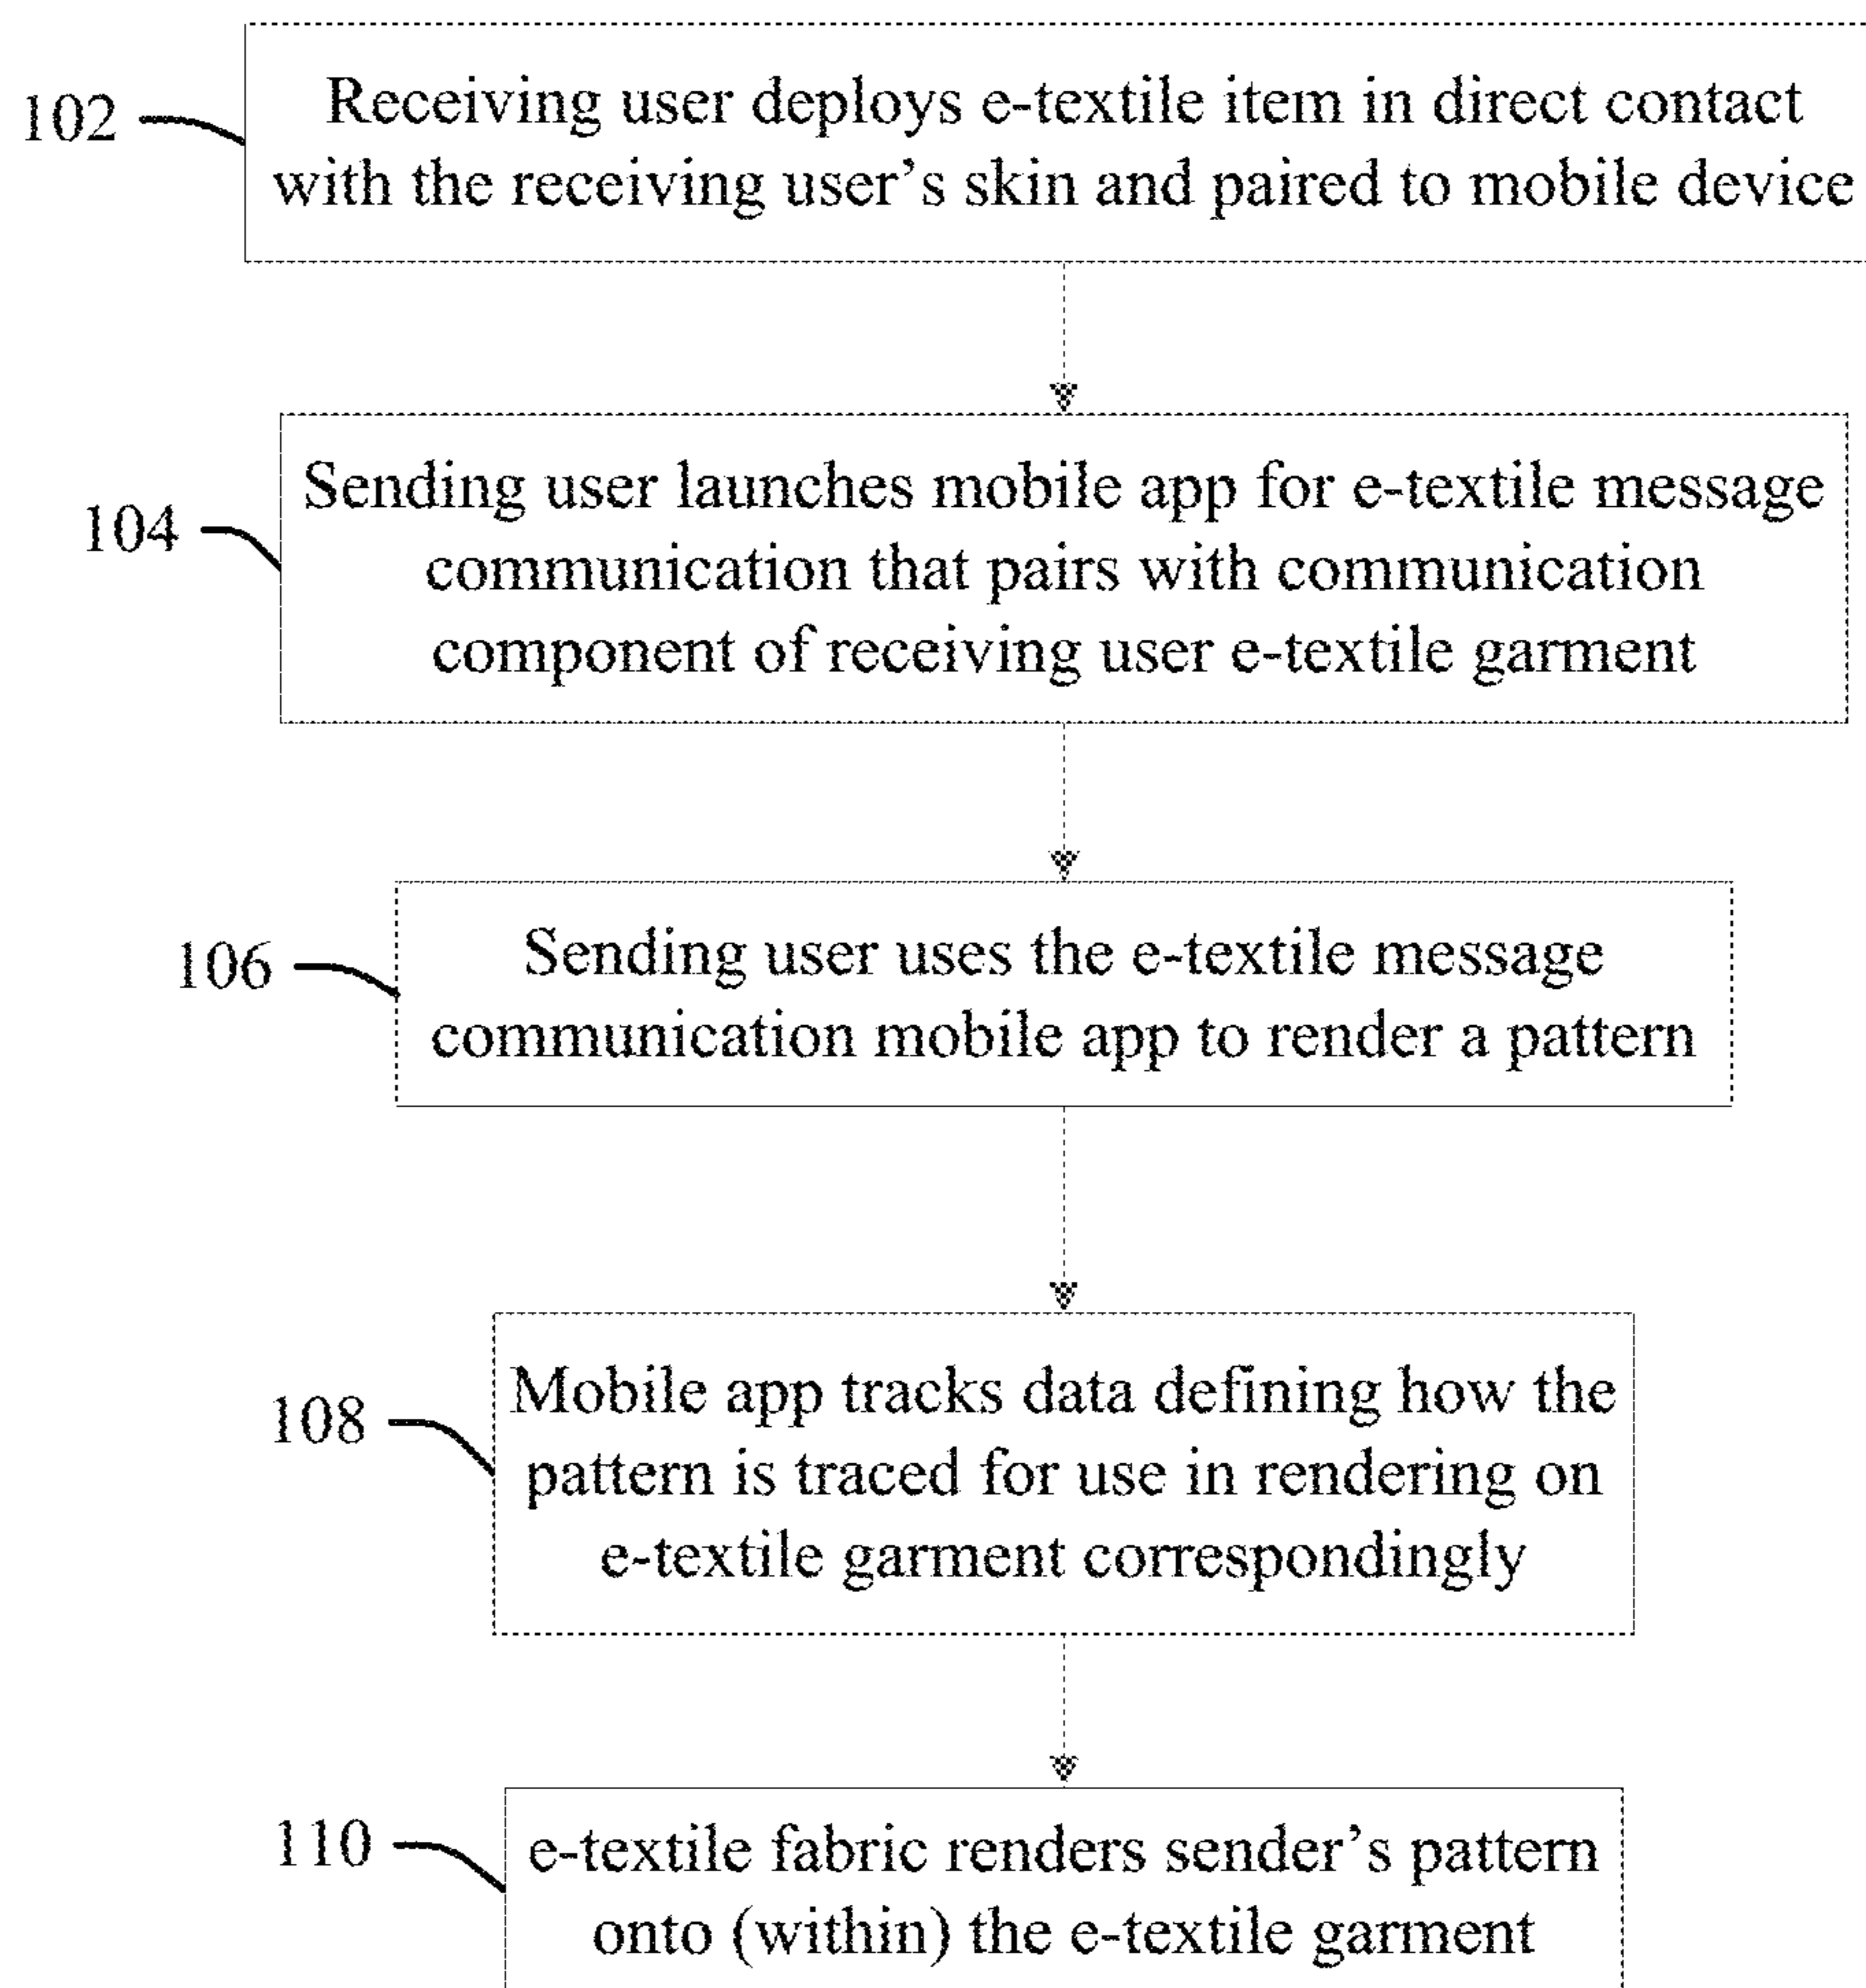 102
Receiving user deploys e-textile item in direct contact
with the receiving user’s skin and paired to mobile device
104
Sending user launches mobile app for e-textile message
communication that pairs with communication
component of receiving user e-textile garment
106
Sending user uses the e-textile message
communication mobile app to render a pattern
108
Mobile app tracks data defining how the
pattern is traced for use in rendering on
e-textile garment correspondingly
110
e-textile fabric renders sender’s pattern
onto (within) the e-textile garment